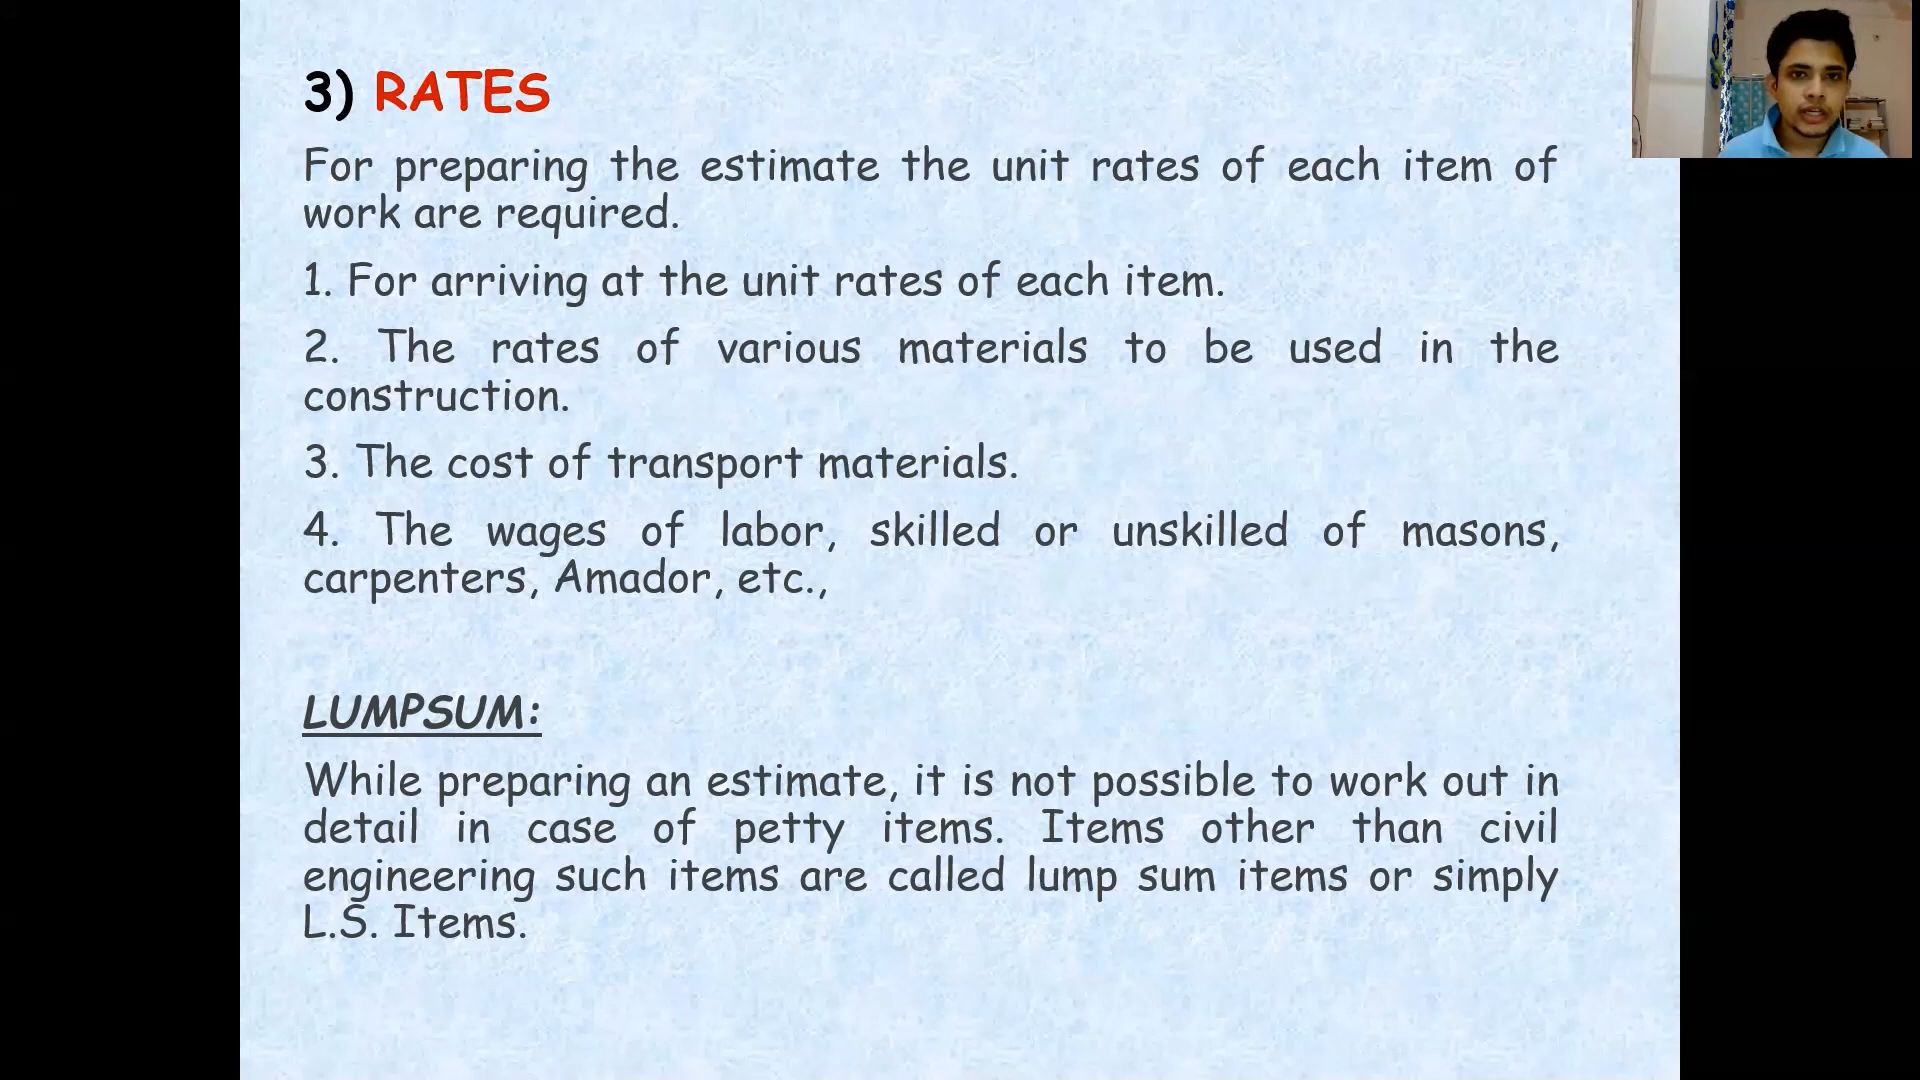 3) RATES
For preparing the estimate the unit rates of each item of
work are required.
1. For arriving at the unit rates of each item.
2. The rates of various materials to be used in the
construction.
3. The cost of transport materials.
4. The wages of labor, skilled or unskilled of masons,
carpenters, Amador, etc.,
LUMPSUM:
While preparing an estimate, it is not possible to work out in
detail in case of petty items. Items other than civil
engineering such items are called lump sum items or simply
L.S. Items.